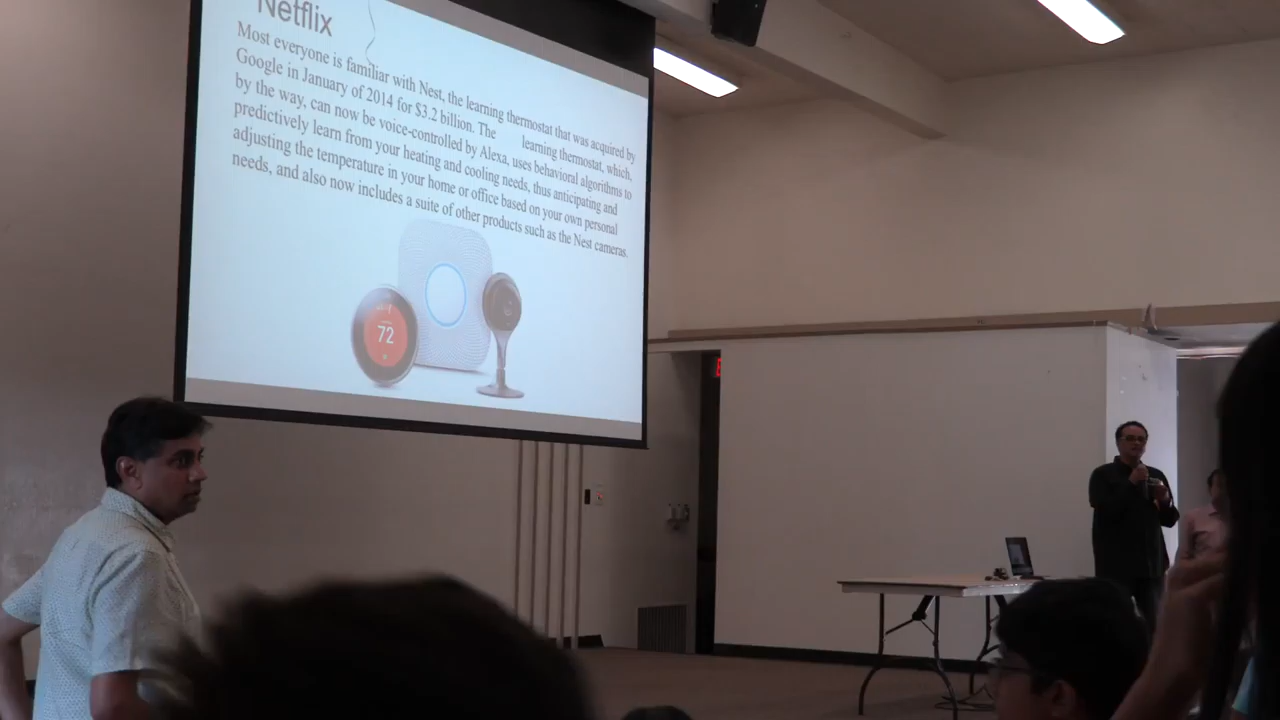 Netflix
Most everyone is familiar with Nest, the learning thermostat that was acquired by
Google in January of 2014 for $3.2 billion. The learning thermostat, which,
by the way, can now be voice-controlled by Alexa, uses behavioral algorithms to
predictively learn from your heating and cooling needs, thus anticipating and
adjusting the temperature in your home or office based on your own personal
needs, and also now includes a suite of other products such as the Nest cameras.
72